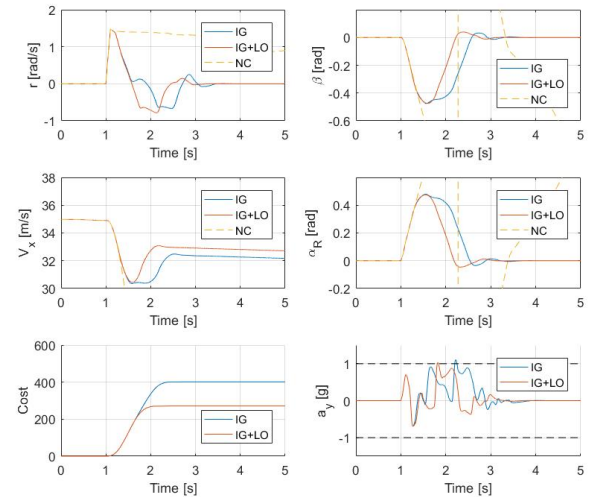 2
1
0
-1
r [rad/s]
0 1 2 3 4 5
Time [s]
IG
IG+LO
NC
0
-0.2
-0.4
-0.6
β [rad]
0 1 2 3 4 5
Time [s]
IG
IG+LO
NC
38
36
34
32
30
Vx [m/s]
0 1 2 3 4 5
Time [s]
IG
IG+LO
NC
0.4
0.2
0
-0.2
αR [rad]
0 1 2 3 4 5
Time [s]
IG
IG+LO
NC
600
400
200
0
Cost
0 1 2 3 4 5
Time [s]
IG
IG+LO
1
0
-1
ay [g]
0 1 2 3 4 5
Time [s]
IG
IG+LO